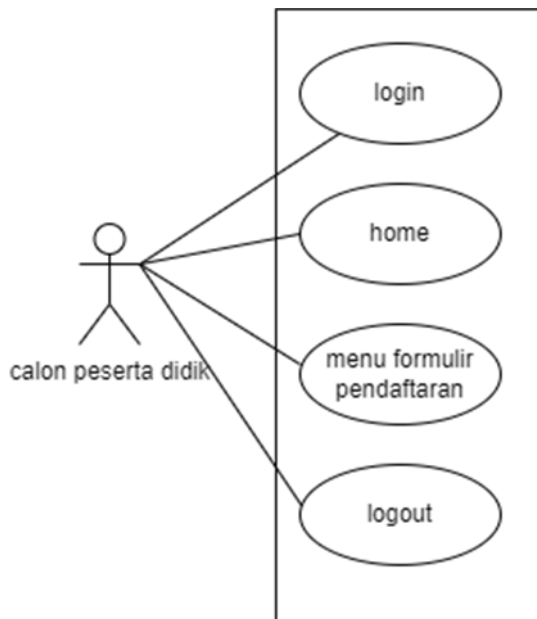 login
home
calon peserta didik
menu formulir
pendaftaran
logout